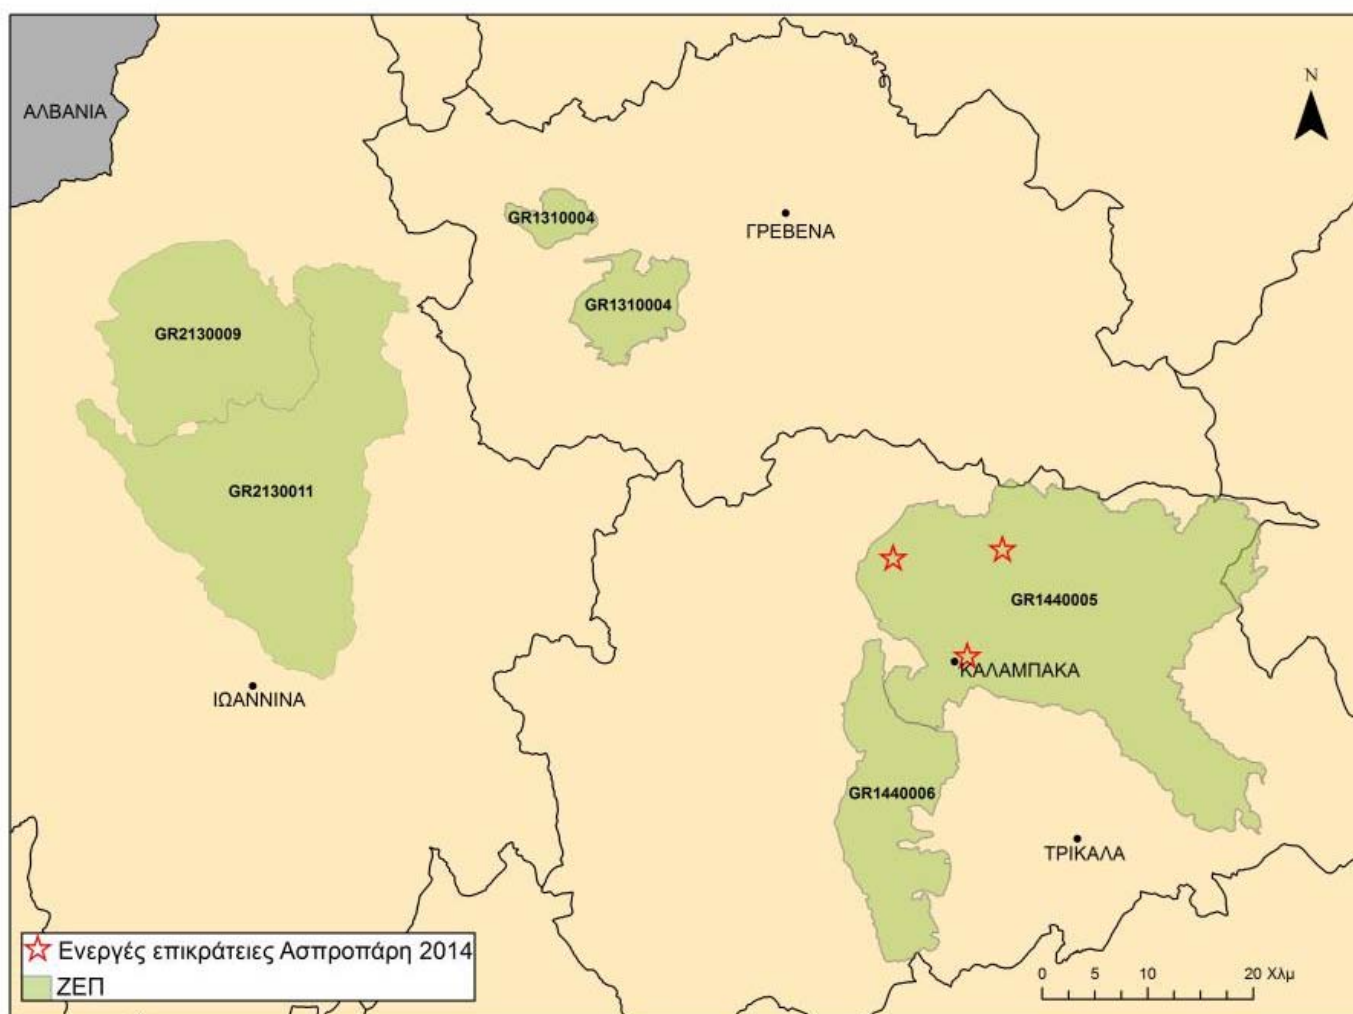 ΑΛΒΑΝΙΑ
N
GR1310004
ΓΡΕΒΕΝΑ
GR1310004
GR2130009
GR2130011
GR1440005
ΚΑΛΑΜΠΑΚΑ
ΙΩΑΝΝΙΝΑ
GR1440006
ΤΡΙΚΑΛΑ
Ενεργές επικράτειες Ασπροπάρη 2014
ΖΕΠ
0 5 10 20 Χλμ